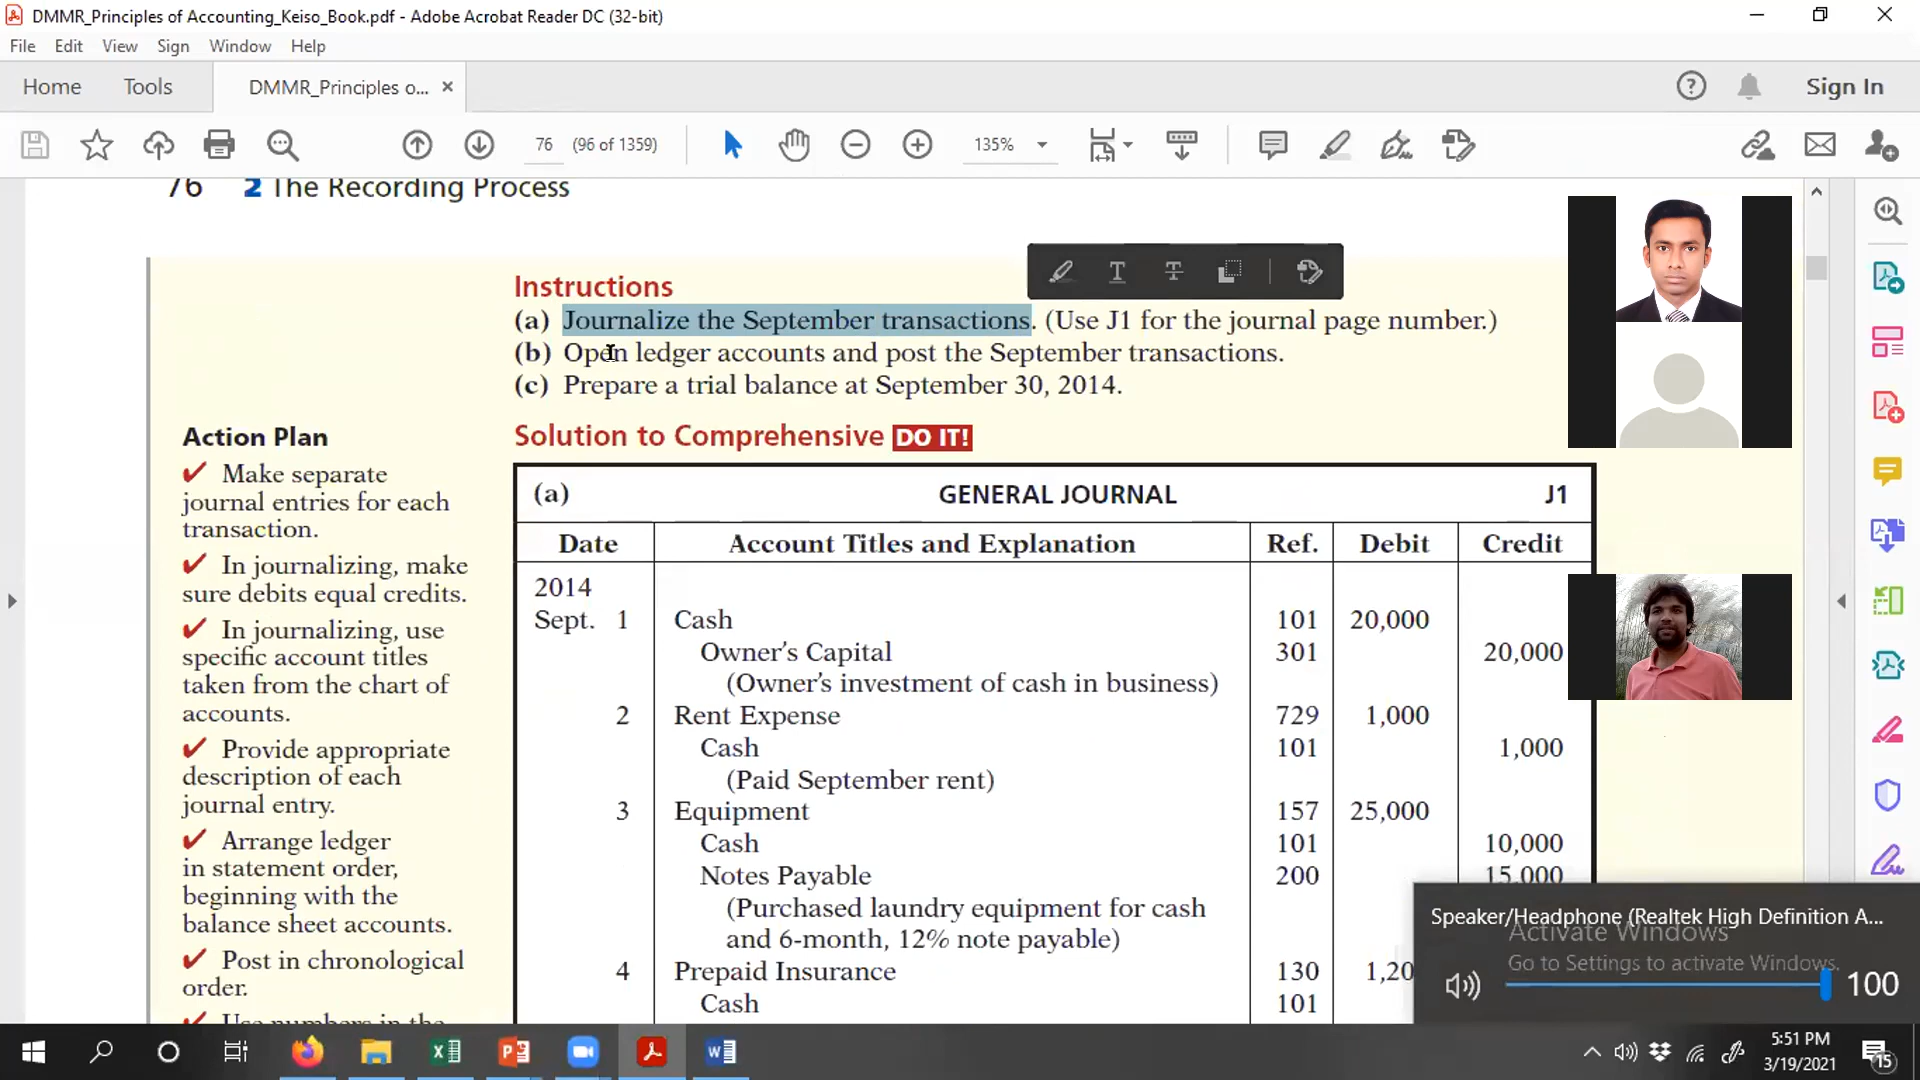 DMMR_Principles of Accounting_Keiso_Book.pdf - Adobe Acrobat Reader DC (32-bit)
File Edit View Sign Window Help
Home Tools DMMR_Principles o... × Sign In
76 (96 of 1359) 135%
76 2 The Recording Process
Instructions
(a) Journalize the September transactions. (Use J1 for the journal page number.)
(b) Open ledger accounts and post the September transactions.
(c) Prepare a trial balance at September 30, 2014.
Action Plan
✔ Make separate
journal entries for each
transaction.
✔ In journalizing, make
sure debits equal credits.
✔ In journalizing, use
specific account titles
taken from the chart of
accounts.
✔ Provide appropriate
description of each
journal entry.
✔ Arrange ledger
in statement order,
beginning with the
balance sheet accounts.
✔ Post in chronological
order.
✔ Use numbers in the
Solution to Comprehensive DO IT!
(a) GENERAL JOURNAL J1
Date Account Titles and Explanation Ref. Debit Credit
2014
Sept. 1 Cash 101 20,000
Owner's Capital 301 20,000
(Owner's investment of cash in business)
2 Rent Expense 729 1,000
Cash 101 1,000
(Paid September rent)
3 Equipment 157 25,000
Cash 101 10,000
Notes Payable 200 15,000
(Purchased laundry equipment for cash
and 6-month, 12% note payable)
4 Prepaid Insurance 130 1,20
Cash 101
Speaker/Headphone (Realtek High Definition A...
Activate Windows
Go to Settings to activate Windows.
100
5:51 PM
3/19/2021
15